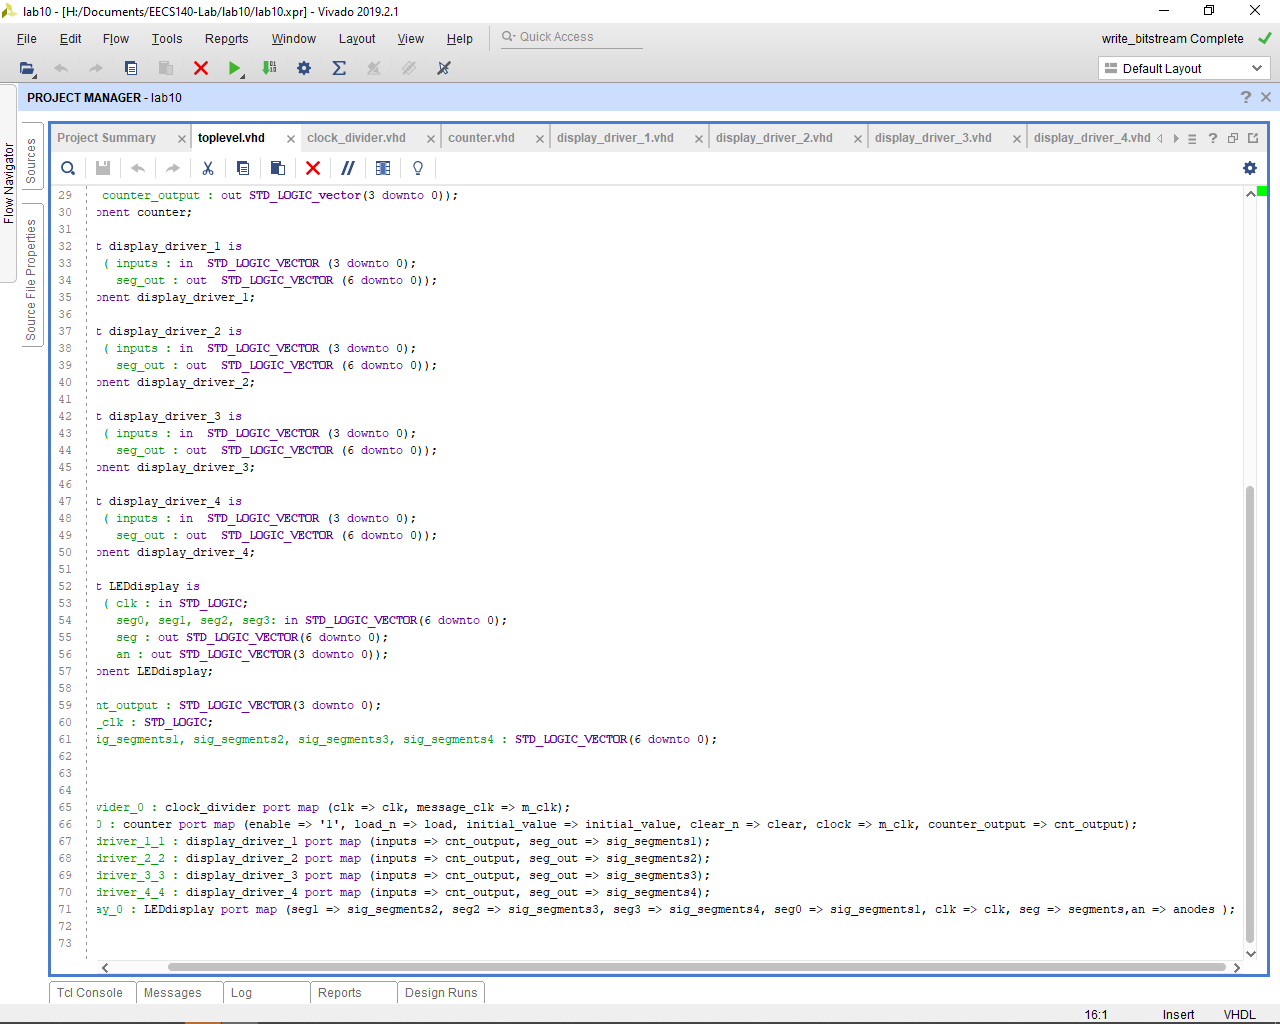 lab10 - [H:/Documents/EECS140-Lab/lab10/lab10.xpr] - Vivado 2019.2.1
File Edit Flow Tools Reports Window Layout View Help Quick Access write_bitstream Complete
Default Layout
PROJECT MANAGER - lab10
Flow Navigator
Sources
Source File Properties
Project Summary toplevel.vhd clock_divider.vhd counter.vhd display_driver_1.vhd display_driver_2.vhd display_driver_3.vhd display_driver_4.vhd
29 counter_output : out STD_LOGIC_vector(3 downto 0));
30 onent counter;
31
32 t display_driver_1 is
33 ( inputs : in STD_LOGIC_VECTOR (3 downto 0);
34 seg_out : out STD_LOGIC_VECTOR (6 downto 0));
35 onent display_driver_1;
36
37 t display_driver_2 is
38 ( inputs : in STD_LOGIC_VECTOR (3 downto 0);
39 seg_out : out STD_LOGIC_VECTOR (6 downto 0));
40 onent display_driver_2;
41
42 t display_driver_3 is
43 ( inputs : in STD_LOGIC_VECTOR (3 downto 0);
44 seg_out : out STD_LOGIC_VECTOR (6 downto 0));
45 onent display_driver_3;
46
47 t display_driver_4 is
48 ( inputs : in STD_LOGIC_VECTOR (3 downto 0);
49 seg_out : out STD_LOGIC_VECTOR (6 downto 0));
50 onent display_driver_4;
51
52 t LEDdisplay is
53 ( clk : in STD_LOGIC;
54 seg0, seg1, seg2, seg3: in STD_LOGIC_VECTOR(6 downto 0);
55 seg : out STD_LOGIC_VECTOR(6 downto 0);
56 an : out STD_LOGIC_VECTOR(3 downto 0));
57 onent LEDdisplay;
58
59 nt_output : STD_LOGIC_VECTOR(3 downto 0);
60 _clk : STD_LOGIC;
61 ig_segments1, sig_segments2, sig_segments3, sig_segments4 : STD_LOGIC_VECTOR(6 downto 0);
62
63
64
65 vider_0 : clock_divider port map (clk => clk, message_clk => m_clk);
66 0 : counter port map (enable => '1', load_n => load, initial_value => initial_value, clear_n => clear, clock => m_clk, counter_output => cnt_output);
67 driver_1_1 : display_driver_1 port map (inputs => cnt_output, seg_out => sig_segments1);
68 driver_2_2 : display_driver_2 port map (inputs => cnt_output, seg_out => sig_segments2);
69 driver_3_3 : display_driver_3 port map (inputs => cnt_output, seg_out => sig_segments3);
70 driver_4_4 : display_driver_4 port map (inputs => cnt_output, seg_out => sig_segments4);
71 ay_0 : LEDdisplay port map (seg1 => sig_segments2, seg2 => sig_segments3, seg3 => sig_segments4, seg0 => sig_segments1, clk => clk, seg => segments,an => anodes );
72
73
Tcl Console Messages Log Reports Design Runs
16:1 Insert VHDL